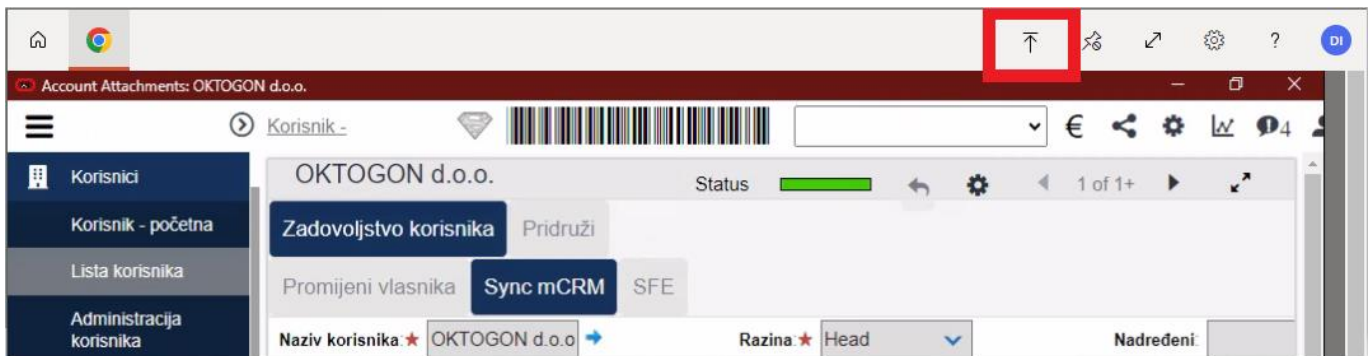 ? DI
Account Attachments: OKTOGON d.o.o.
Korisnik - € 4
Korisnici
OKTOGON d.o.o. Status 1 of 1+
Korisnik - početna
Zadovoljstvo korisnika Pridruži
Lista korisnika
Promijeni vlasnika Sync mCRM SFE
Administracija
korisnika
Naziv korisnika:★ OKTOGON d.o.o Razina:★ Head Nadređeni: